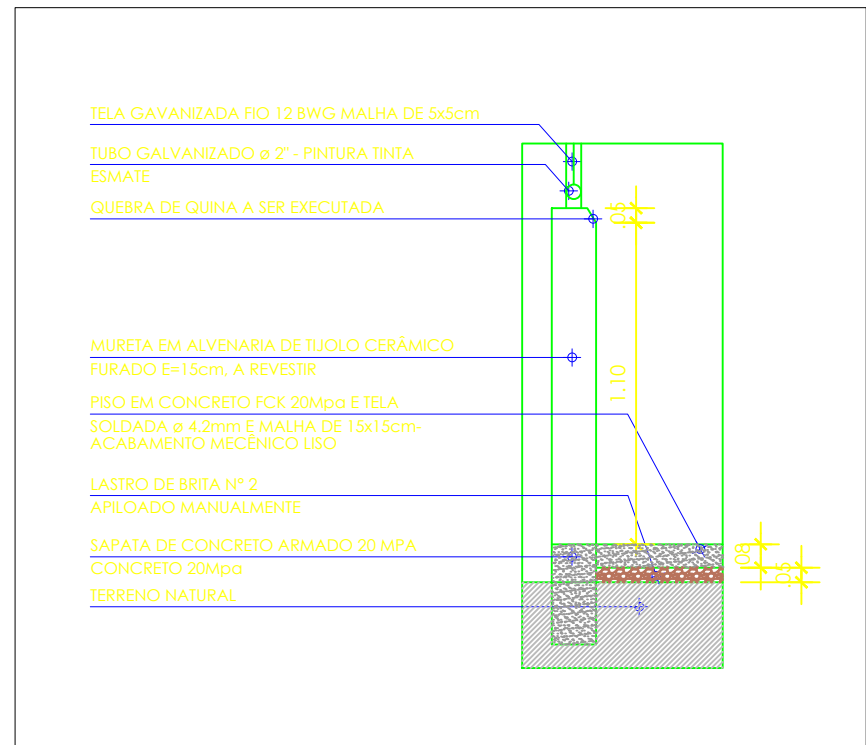 TELA GAVANIZADA FIO 12 BWG MALHA DE 5x5cm
TUBO GALVANIZADO ø 2" - PINTURA TINTA
ESMATE
QUEBRA DE QUINA A SER EXECUTADA
.05
MURETA EM ALVENARIA DE TIJOLO CERÂMICO
FURADO E=15cm. A REVESTIR
1,10
PISO EM CONCRETO FCK 20Mpa E TELA
SOLDADA ø 4.2mm E MALHA DE 15x15cm-
ACABAMENTO MECÊNICO LISO
LASTRO DE BRITA Nº 2
APILOADO MANUALMENTE
SAPATA DE CONCRETO ARMADO 20 MPA
CONCRETO 20Mpa
.08
.05
TERRENO NATURAL